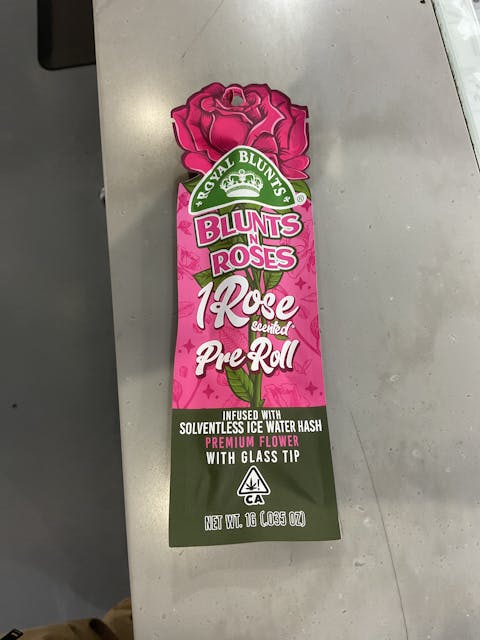 ROYAL BLUNTS
®
BLUNTS
N
ROSES
1 Rose
scented
Pre Roll
INFUSED WITH
SOLVENTLESS ICE WATER HASH
PREMIUM FLOWER
WITH GLASS TIP
CA
NET WT. 1G (.035 OZ)